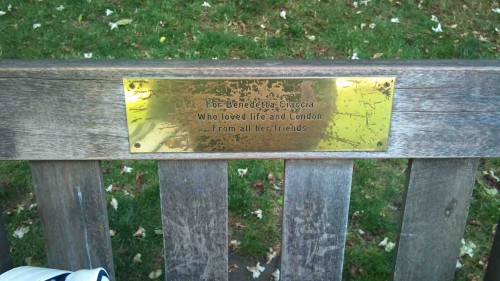 For Benedetta Ciaccia
Who loved life and London
From all her friends